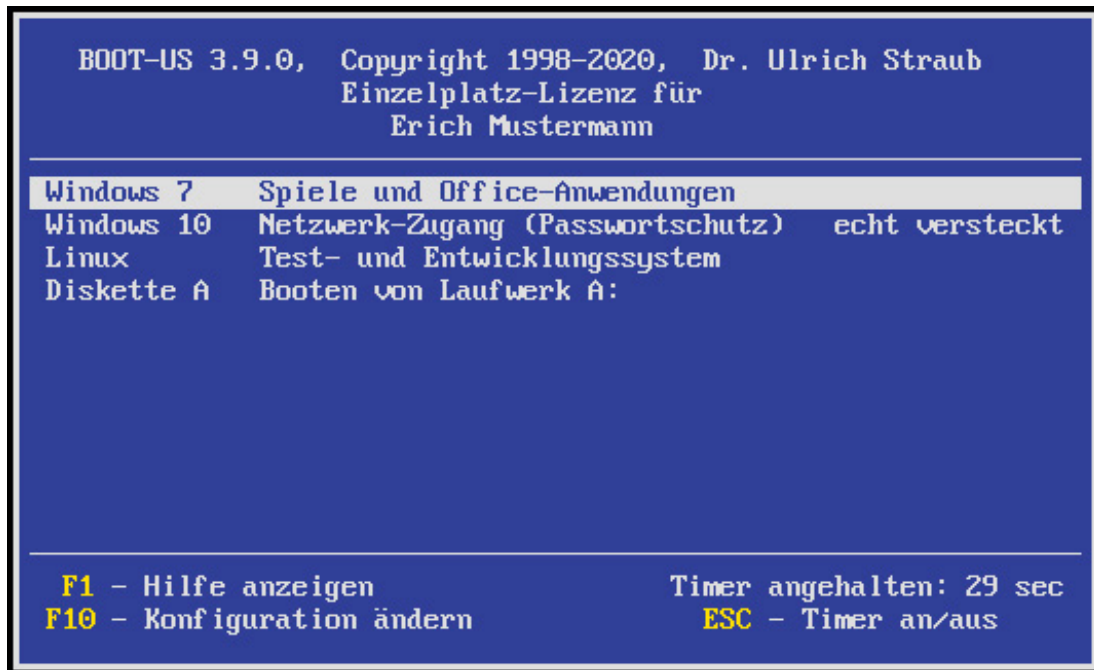 BOOT-US 3.9.0, Copyright 1998-2020, Dr. Ulrich Straub
Einzelplatz-Lizenz für
Erich Mustermann
Windows 7 Spiele und Office-Anwendungen
Windows 10 Netzwerk-Zugang (Passwortschutz) echt versteckt
Linux Test- und Entwicklungssystem
Diskette A Booten von Laufwerk A:
F1 - Hilfe anzeigen Timer angehalten: 29 sec
F10 - Konfiguration ändern ESC - Timer an/aus